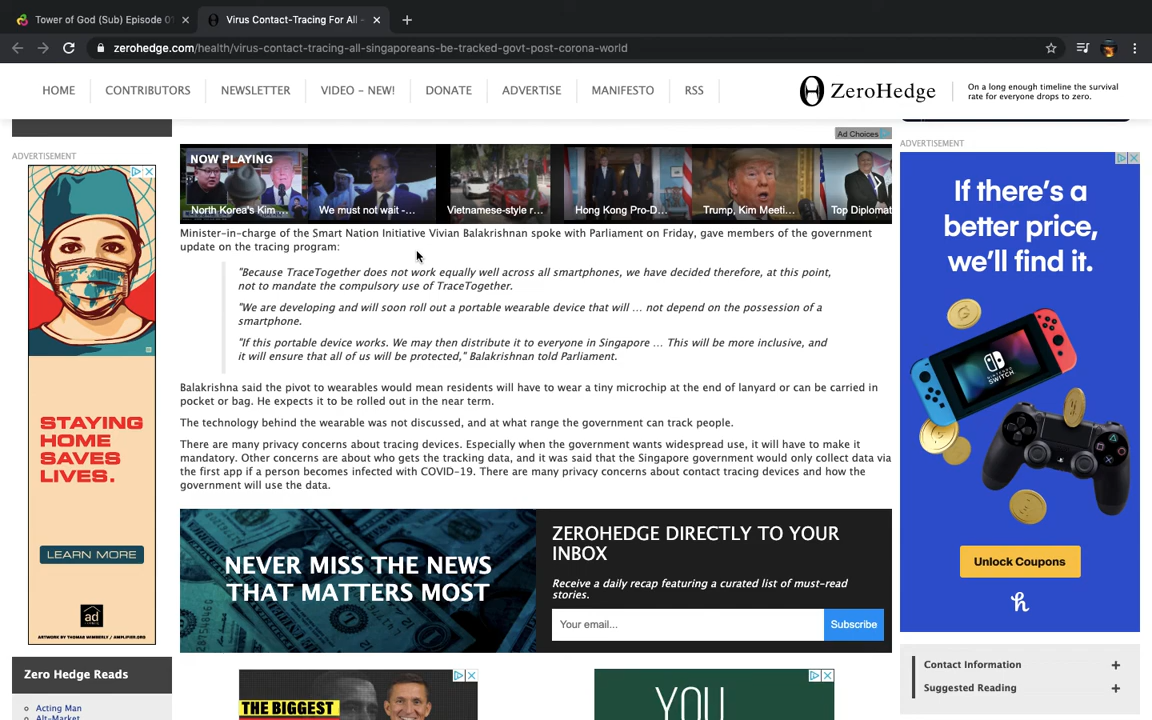 Tower of God (Sub) Episode 01
Virus Contact-Tracing For All -
zerohedge.com/health/virus-contact-tracing-all-singaporeans-be-tracked-govt-post-corona-world
HOME
CONTRIBUTORS
NEWSLETTER
VIDEO - NEW!
DONATE
ADVERTISE
MANIFESTO
RSS
ZeroHedge
On a long enough timeline the survival
rate for everyone drops to zero.
ADVERTISEMENT
STAYING
HOME
SAVES
LIVES.
LEARN MORE
ad
ARTWORK BY THOMAS WIMBERLY / AMPLIFIER.ORG
Zero Hedge Reads
Acting Man
Alt-Market
Ad Choices
NOW PLAYING
North Korea's Kim ...
We must not wait -...
Vietnamese-style r...
Hong Kong Pro-D...
Trump, Kim Meeti...
Top Diplomat
Minister-in-charge of the Smart Nation Initiative Vivian Balakrishnan spoke with Parliament on Friday, gave members of the government
update on the tracing program:
"Because TraceTogether does not work equally well across all smartphones, we have decided therefore, at this point,
not to mandate the compulsory use of TraceTogether.
"We are developing and will soon roll out a portable wearable device that will ... not depend on the possession of a
smartphone.
"If this portable device works. We may then distribute it to everyone in Singapore ... This will be more inclusive, and
it will ensure that all of us will be protected," Balakrishnan told Parliament.
Balakrishna said the pivot to wearables would mean residents will have to wear a tiny microchip at the end of lanyard or can be carried in
pocket or bag. He expects it to be rolled out in the near term.
The technology behind the wearable was not discussed, and at what range the government can track people.
There are many privacy concerns about tracing devices. Especially when the government wants widespread use, it will have to make it
mandatory. Other concerns are about who gets the tracking data, and it was said that the Singapore government would only collect data via
the first app if a person becomes infected with COVID-19. There are many privacy concerns about contact tracing devices and how the
government will use the data.
NEVER MISS THE NEWS
THAT MATTERS MOST
ZEROHEDGE DIRECTLY TO YOUR
INBOX
Receive a daily recap featuring a curated list of must-read
stories.
Your email...
Subscribe
THE BIGGEST
YOU
ADVERTISEMENT
If there's a
better price,
we'll find it.
Unlock Coupons
h
Contact Information
Suggested Reading